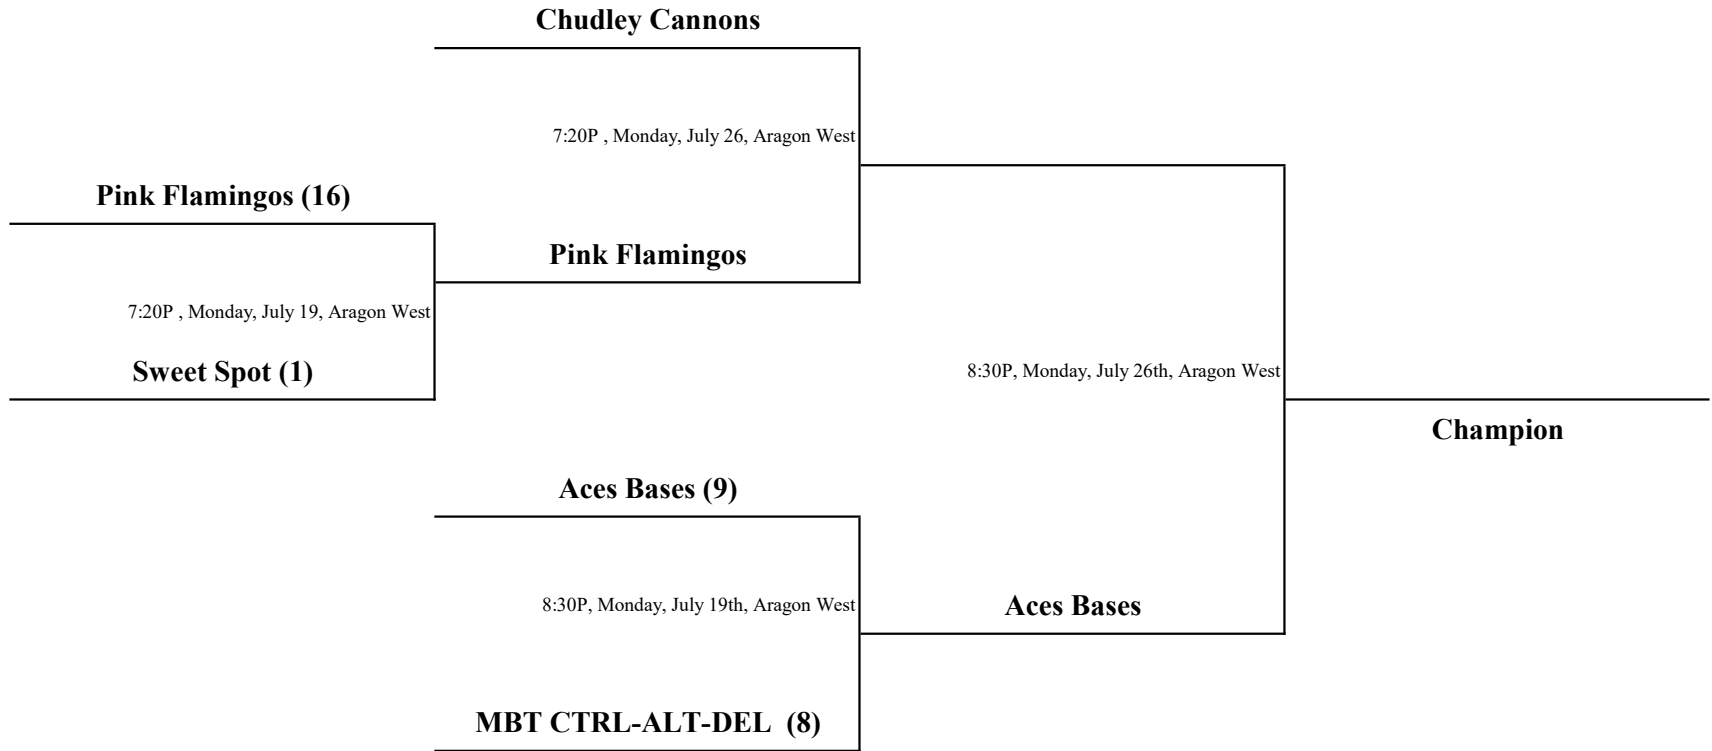 Chudley Cannons
7:20P , Monday, July 26, Aragon West
Pink Flamingos (16)
Pink Flamingos
7:20P , Monday, July 19, Aragon West
Sweet Spot (1)
8:30P, Monday, July 26th, Aragon West
Champion
Aces Bases (9)
8:30P, Monday, July 19th, Aragon West
Aces Bases
MBT CTRL-ALT-DEL  (8)